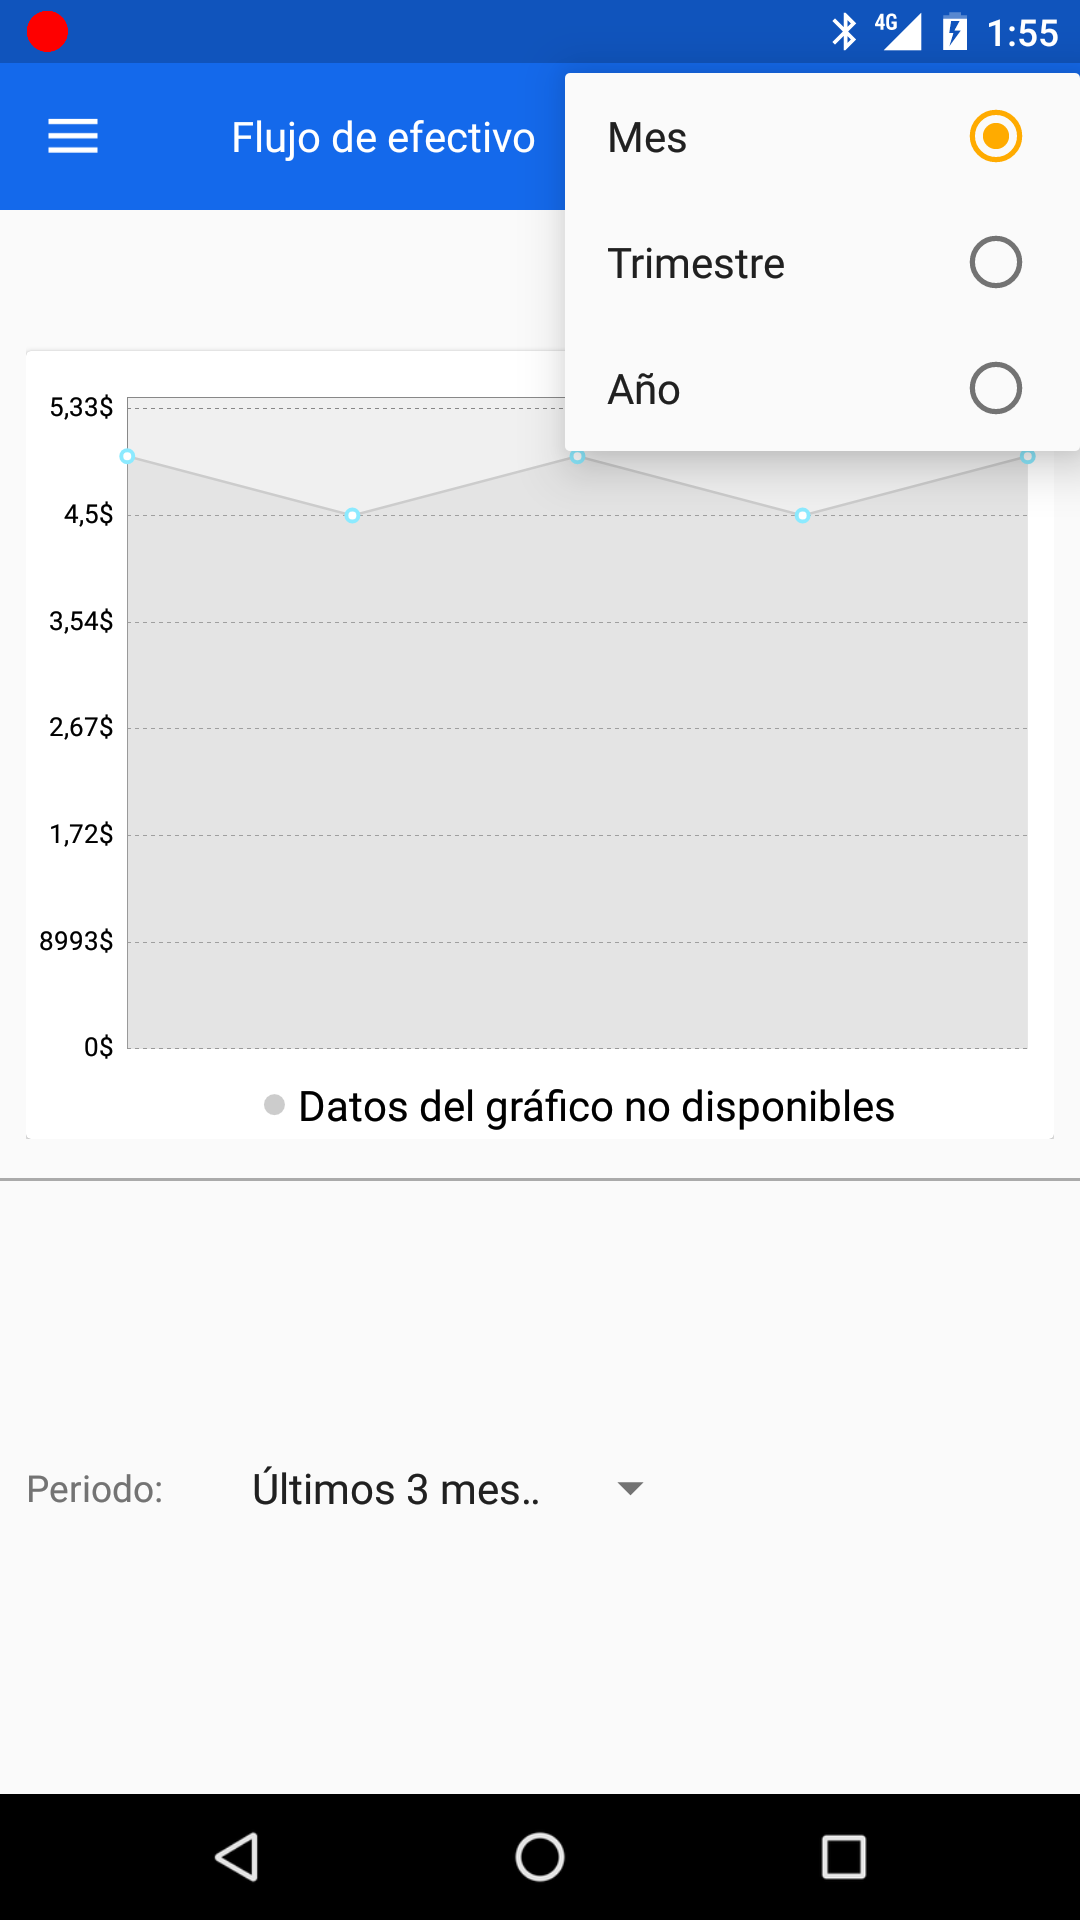 4G 1:55
Flujo de efectivo
Mes
Trimestre
Año
5,33$
4,5$
3,54$
2,67$
1,72$
8993$
0$
Datos del gráfico no disponibles
Periodo: Últimos 3 mes..